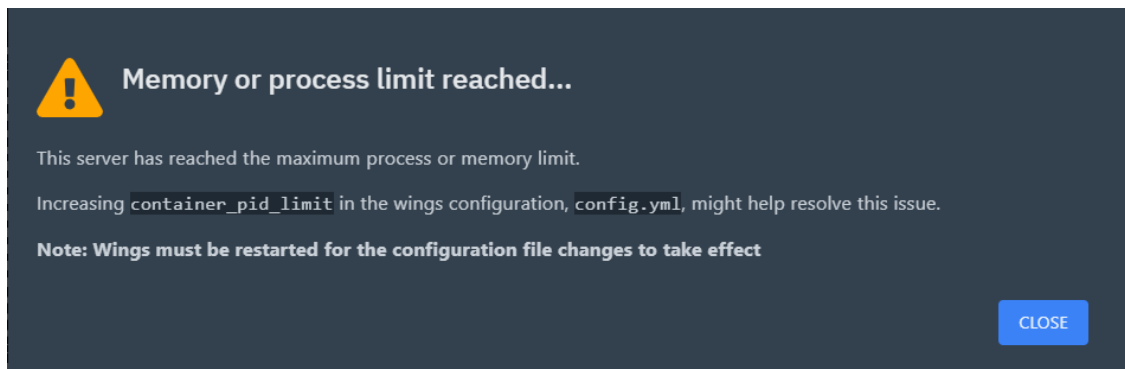 Memory or process limit reached...
This server has reached the maximum process or memory limit.
Increasing container_pid_limit in the wings configuration, config.yml, might help resolve this issue.
Note: Wings must be restarted for the configuration file changes to take effect
CLOSE